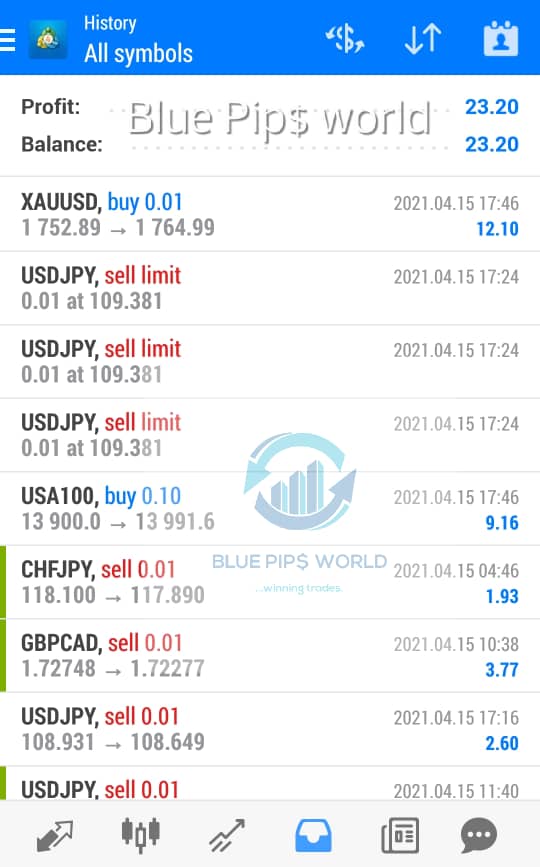 History
All symbols
Profit: 23.20
Blue Pip$ world
Balance: 23.20
XAUUSD, buy 0.01 2021.04.15 17:46
1 752.89 → 1 764.99 12.10
USDJPY, sell limit 2021.04.15 17:24
0.01 at 109.381
USDJPY, sell limit 2021.04.15 17:24
0.01 at 109.381
USDJPY, sell limit 2021.04.15 17:24
0.01 at 109.381
USA100, buy 0.10 2021.04.15 17:46
13 900.0 → 13 991.6 9.16
BLUE PIP$ WORLD
..winning trades.
CHFJPY, sell 0.01 2021.04.15 04:46
118.100 → 117.890 1.93
GBPCAD, sell 0.01 2021.04.15 10:38
1.72748 → 1.72277 3.77
USDJPY, sell 0.01 2021.04.15 17:16
108.931 → 108.649 2.60
USDJPY, sell 0.01 2021.04.15 11:40